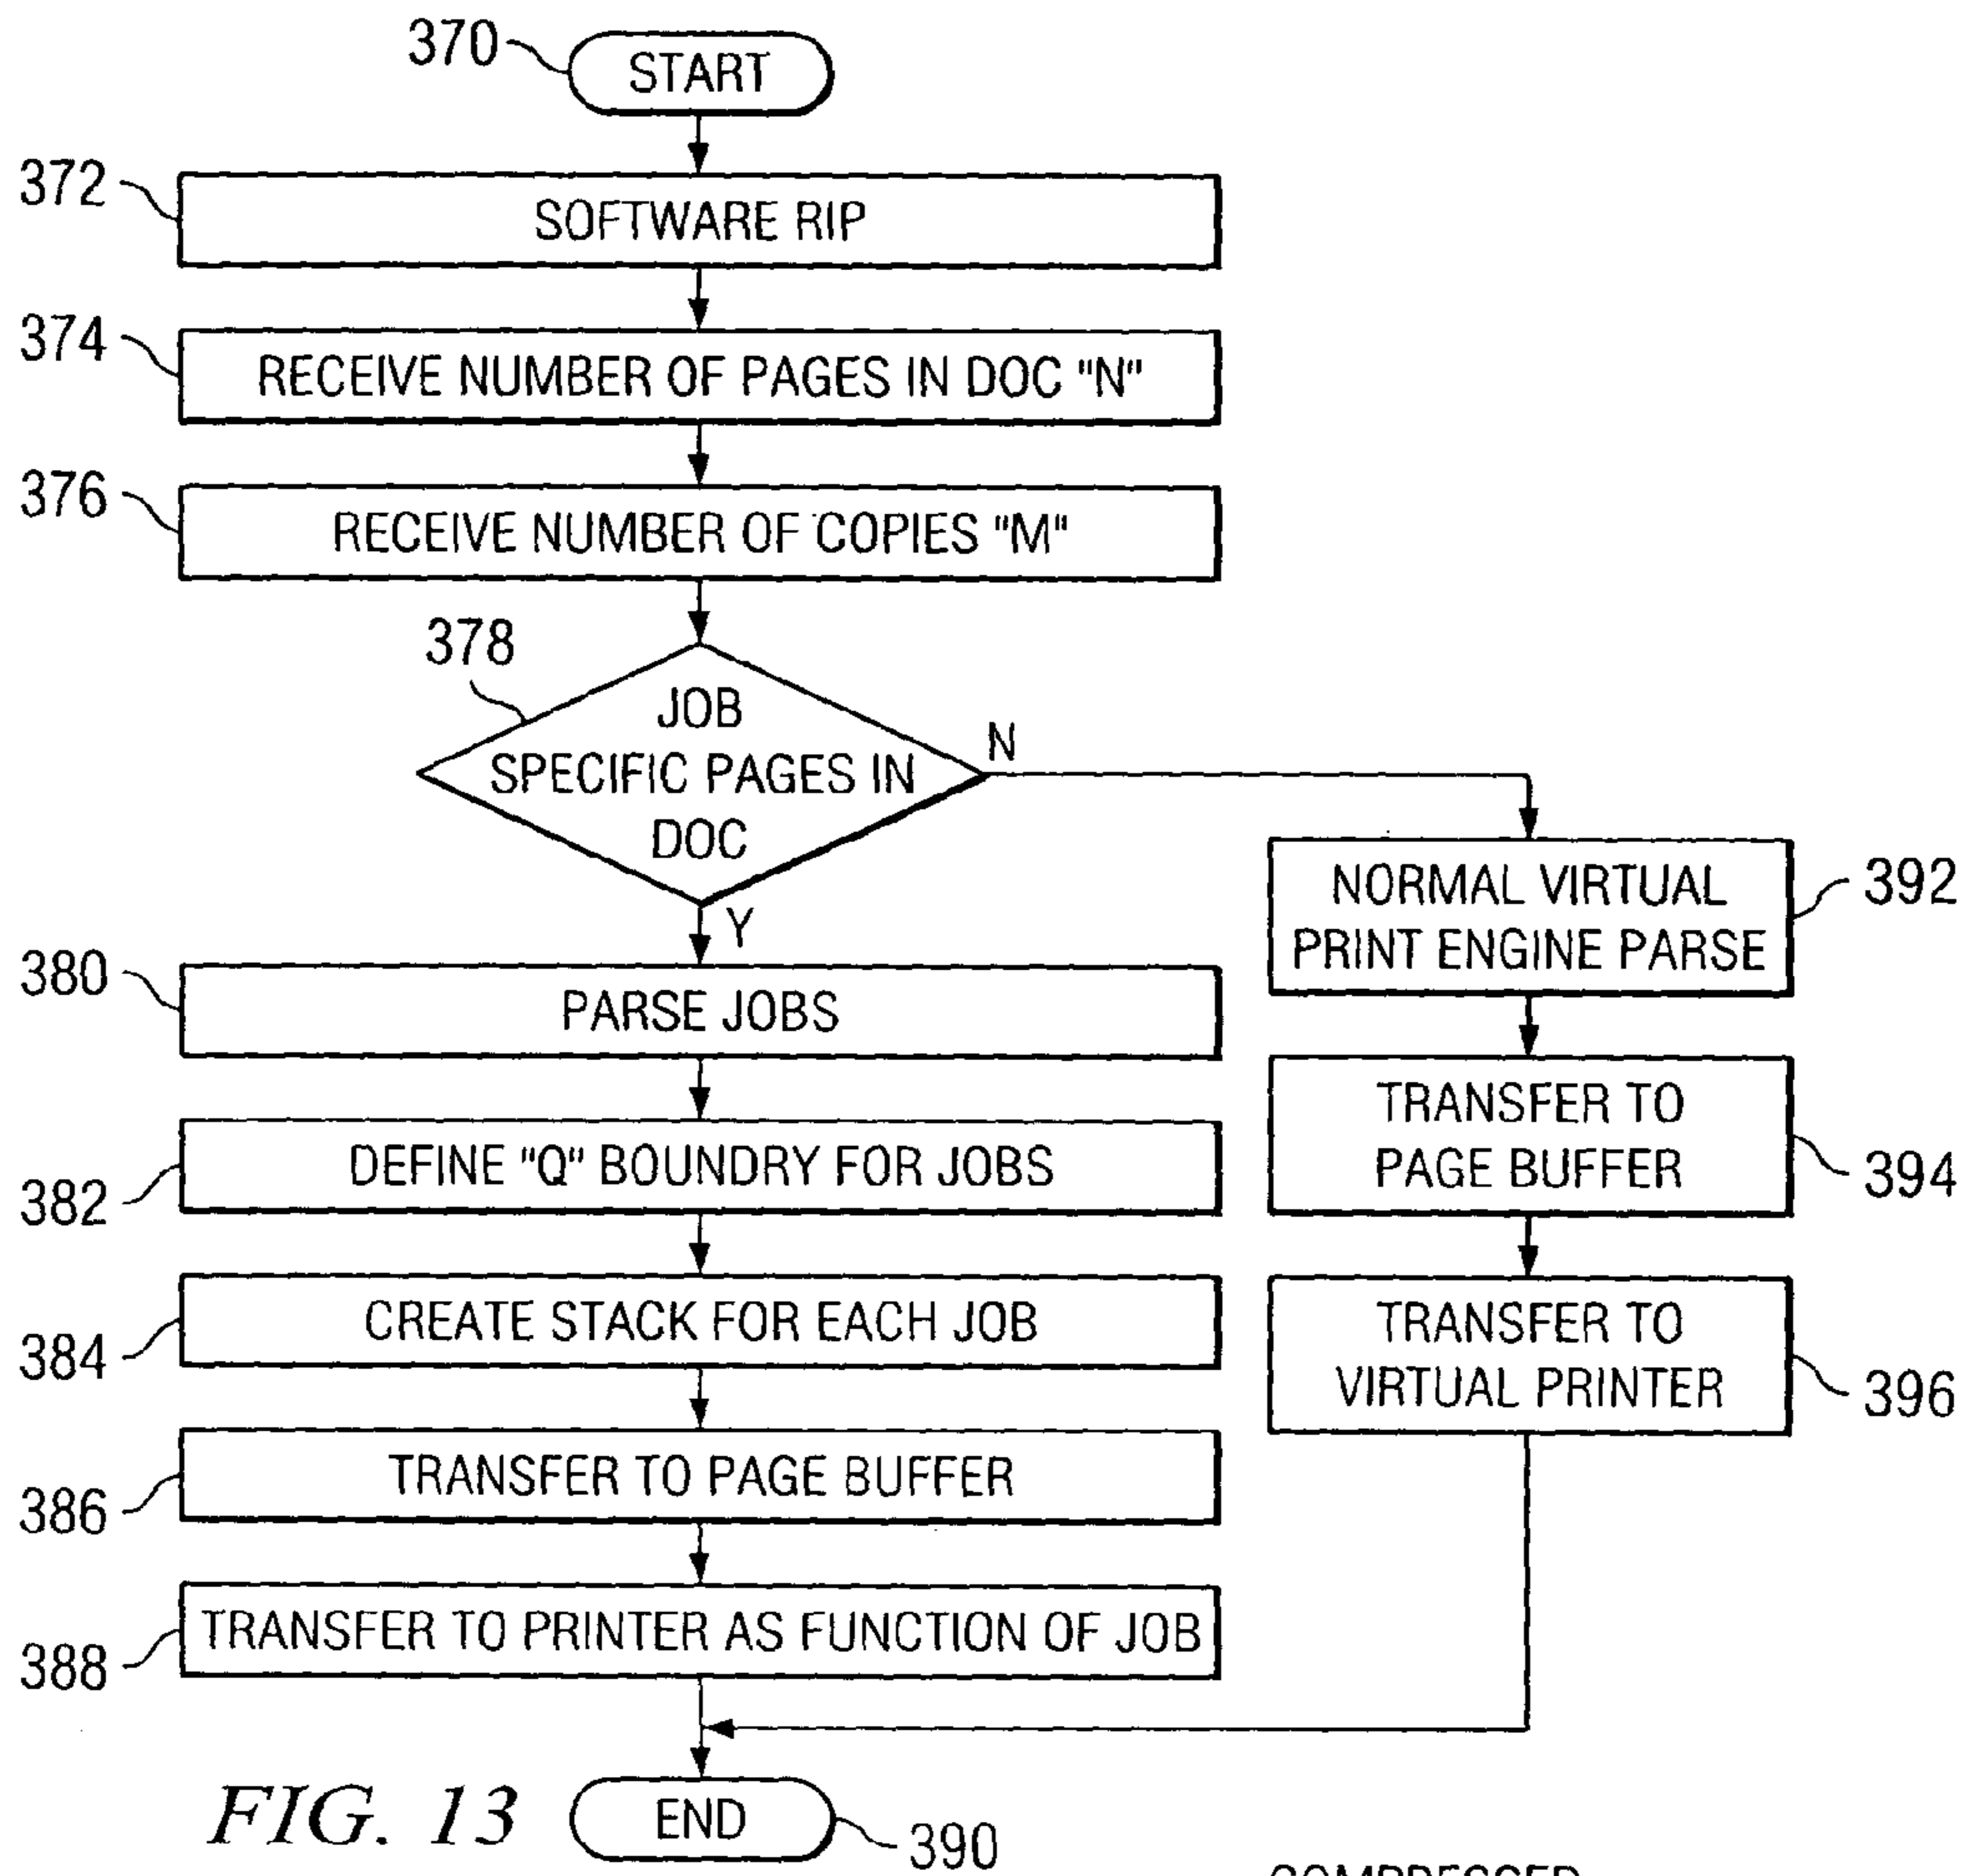 370
START
372
SOFTWARE RIP
374
RECEIVE NUMBER OF PAGES IN DOC "N"
376
RECEIVE NUMBER OF COPIES "M"
378
JOB
SPECIFIC PAGES IN
DOC
N
Y
380
PARSE JOBS
382
DEFINE "Q" BOUNDRY FOR JOBS
384
CREATE STACK FOR EACH JOB
386
TRANSFER TO PAGE BUFFER
388
TRANSFER TO PRINTER AS FUNCTION OF JOB
392
NORMAL VIRTUAL
PRINT ENGINE PARSE
394
TRANSFER TO
PAGE BUFFER
396
TRANSFER TO
VIRTUAL PRINTER
FIG. 13
END
390
COMPRESSED